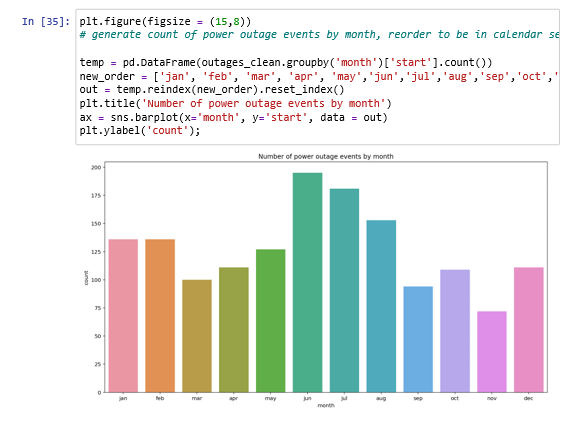 In [35]: plt.figure(figsize = (15,8))
# generate count of power outage events by month, reorder to be in calendar se
temp = pd.DataFrame(outages_clean.groupby('month')['start'].count())
new_order = ['jan', 'feb', 'mar', 'apr', 'may','jun','jul','aug','sep','oct','
out = temp.reindex(new_order).reset_index()
plt.title('Number of power outage events by month')
ax = sns.barplot(x='month', y='start', data = out)
plt.ylabel('count');
Number of power outage events by month
200
175
150
125
100
75
50
25
0
count
jan feb mar apr may jun jul aug sep oct nov dec
month